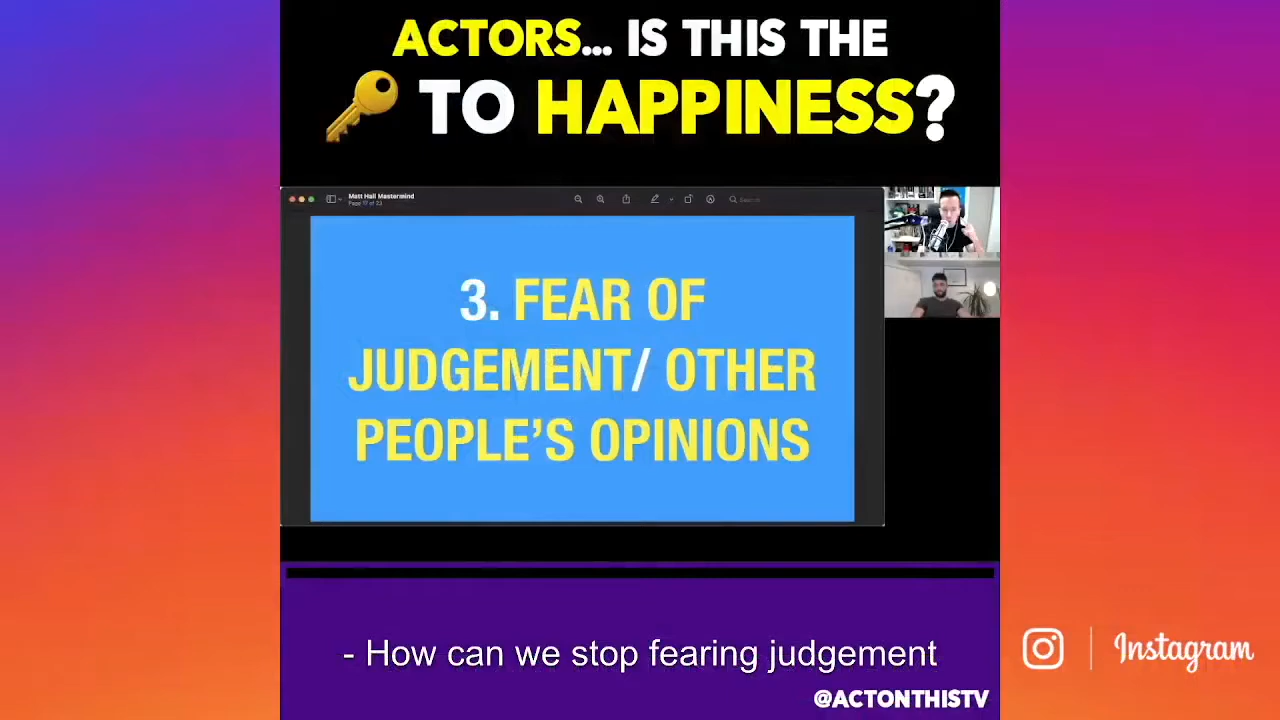 ACTORS... IS THIS THE
TO HAPPINESS?
Matt Hall Mastermind
Search
3. FEAR OF
JUDGEMENT/ OTHER
PEOPLE'S OPINIONS
- How can we stop fearing judgement
Instagram
@ACTONTHISTV